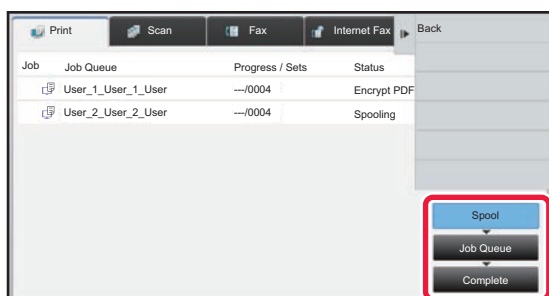 Print Scan Fax Internet Fax Back
Job Job Queue Progress / Sets Status
User_1_User_1_User ---/0004 Encrypt PDF
User_2_User_2_User ---/0004 Spooling
Spool
Job Queue
Complete